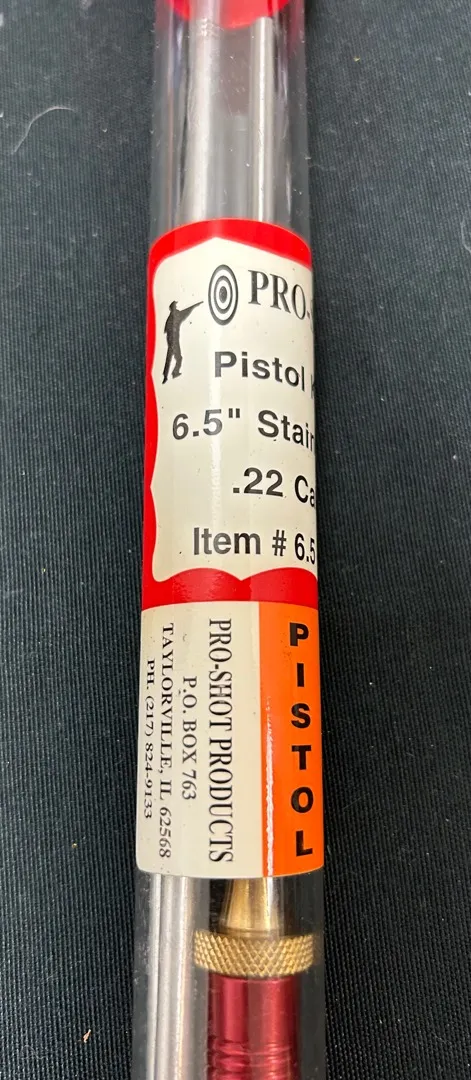 PRO-
Pistol
6.5" Stain
.22 Ca
Item # 6.5
PISTOL
PRO-SHOT PRODUCTS
P.O. BOX 763
TAYLORVILLE, IL 62568
PH. (217) 824-9133